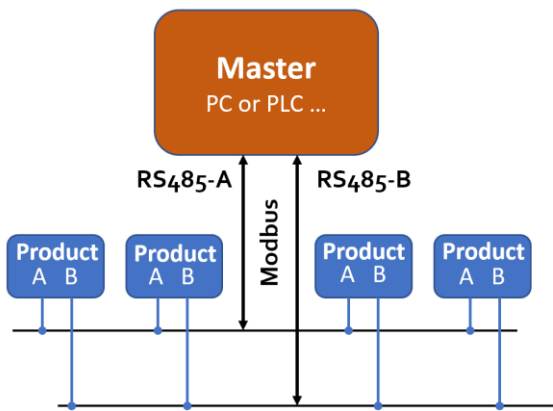 Master
PC or PLC ...
RS485-A
RS485-B
Modbus
Product
A B
Product
A B
Product
A B
Product
A B